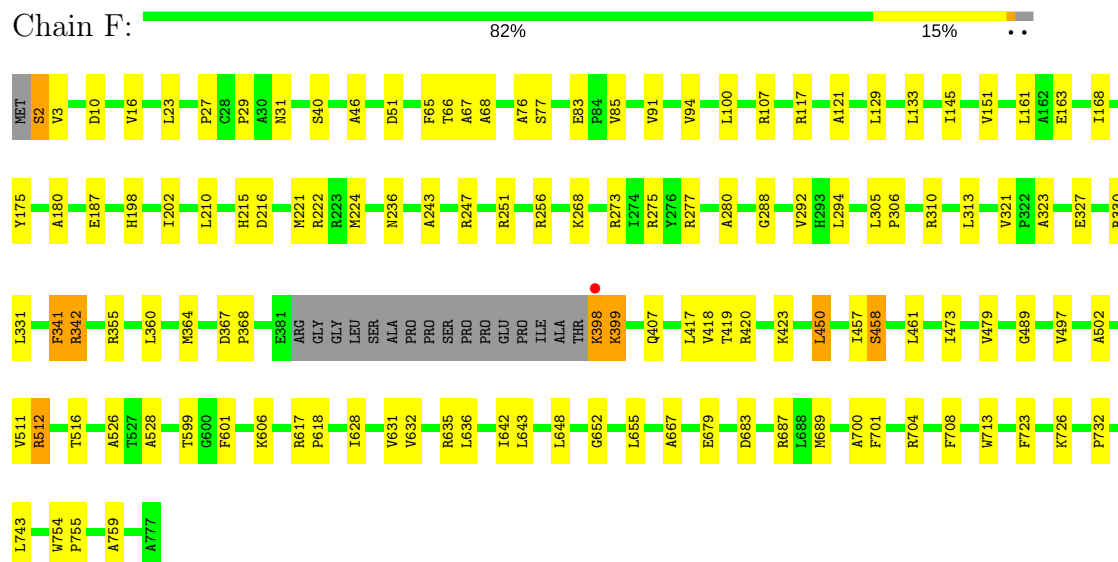 Chain F:
82% 15%
MET S2 V3 D10 V16 L23 P27 C28 P29 A30 N31 S40 A46 D51 F65 T66 A67 A68 A76 S77 E83 P84 V85 V91 V94 L100 R107 R117 A121 L129 L133 I145 V151 L161 A162 E163 I168
Y175 A180 E187 H198 I202 L210 H215 D216 M221 R222 R223 M224 N236 A243 R247 R251 R256 K268 R273 I274 R275 Y276 R277 A280 G288 V292 H293 L294 L305 P306 R310 L313 V321 P322 A323 E327
L331 F341 R342 R355 L360 M364 D367 P368 E381 ARG GLY GLY LEU SER ALA PRO PRO SER PRO PRO GLU PRO ILE ALA THR K398 K399 Q407 L417 V418 T419 R420 K423 L450 I457 S458 L461 I473 V479 G489 V497 A502
V511 R512 T516 A526 T527 A528 T599 G600 F601 K606 R617 P618 I628 V631 V632 R635 L636 I642 L643 L648 G652 L655 A667 E679 D683 R687 L688 M689 A700 F701 R704 F708 W713 F723 K726 P732
L743 W754 P755 A759 A777